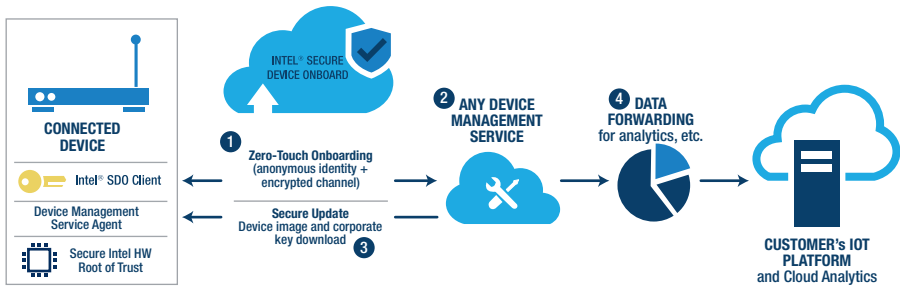 INTEL® SECURE
DEVICE ONBOARD
CONNECTED
DEVICE
Intel® SDO Client
Device Management
Service Agent
Secure Intel HW
Root of Trust
1
Zero-Touch Onboarding
(anonymous identity +
encrypted channel)
Secure Update
Device image and corporate
key download
3
2 ANY DEVICE
MANAGEMENT
SERVICE
4 DATA
FORWARDING
for analytics, etc.
CUSTOMER's IOT
PLATFORM
and Cloud Analytics